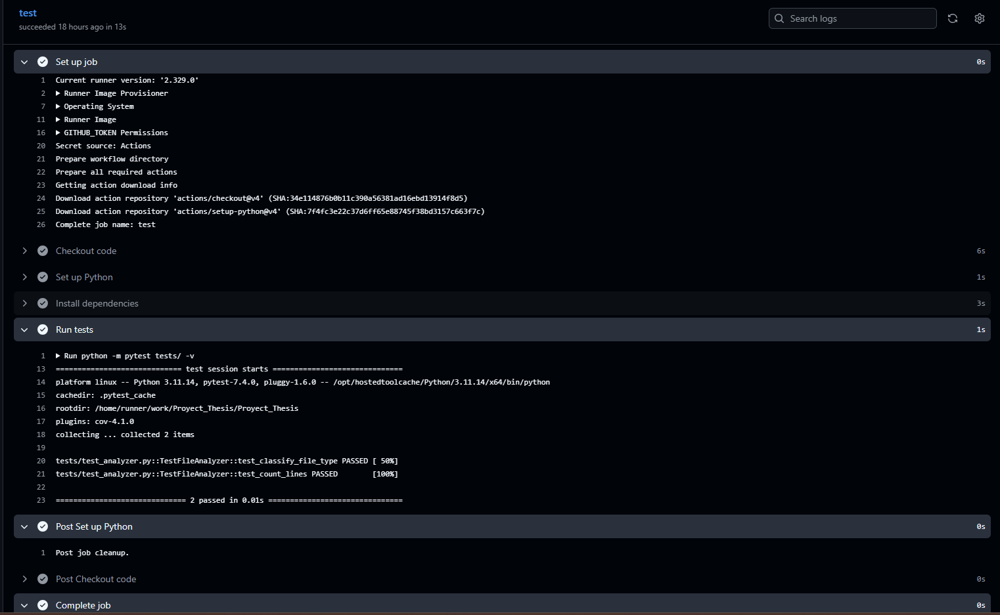 test
succeeded 18 hours ago in 13s
Search logs
Set up job 0s
1 Current runner version: '2.329.0'
2 Runner Image Provisioner
7 Operating System
11 Runner Image
16 GITHUB_TOKEN Permissions
20 Secret source: Actions
21 Prepare workflow directory
22 Prepare all required actions
23 Getting action download info
24 Download action repository 'actions/checkout@v4' (SHA:34e114876b0b11c390a56381ad16ebd13914f8d5)
25 Download action repository 'actions/setup-python@v4' (SHA:7f4fc3e22c37d6ff65e88745f38bd3157c663f7c)
26 Complete job name: test
Checkout code 6s
Set up Python 1s
Install dependencies 3s
Run tests 1s
1 Run python -m pytest tests/ -v
13 ============================= test session starts ==============================
14 platform linux -- Python 3.11.14, pytest-7.4.0, pluggy-1.6.0 -- /opt/hostedtoolcache/Python/3.11.14/x64/bin/python
15 cachedir: .pytest_cache
16 rootdir: /home/runner/work/Proyect_Thesis/Proyect_Thesis
17 plugins: cov-4.1.0
18 collecting ... collected 2 items
19
20 tests/test_analyzer.py::TestFileAnalyzer::test_classify_file_type PASSED [ 50%]
21 tests/test_analyzer.py::TestFileAnalyzer::test_count_lines PASSED [100%]
22
23 ============================== 2 passed in 0.01s ===============================
Post Set up Python 0s
1 Post job cleanup.
Post Checkout code 0s
Complete job 0s